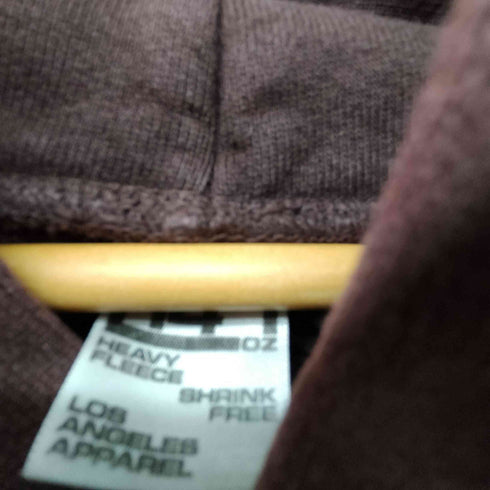 OZ
HEAVY
FLEECE
SHRINK
FREE
LOS
ANGELES
APPAREL